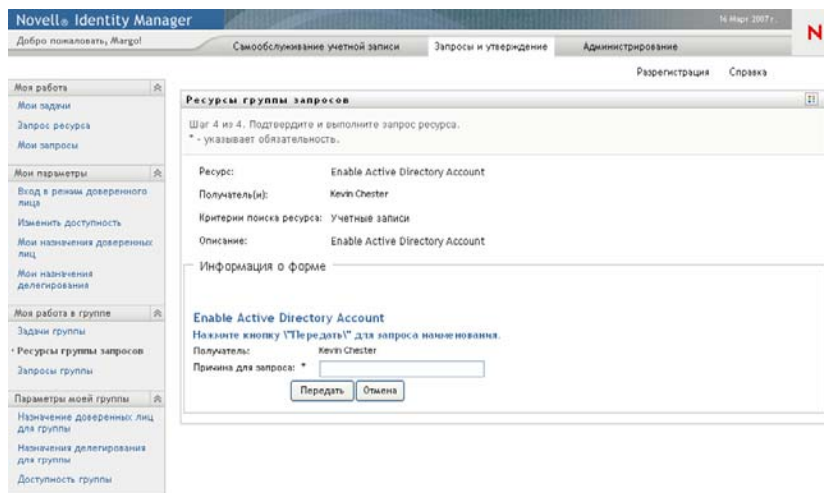 Novell® Identity Manager
16 Март 2007 г.
Добро пожаловать, Margo!
Самообслуживание учетной записи
Запросы и утверждение
Администрирование
N
Разрегистрация Справка
Моя работа
Мои задачи
Запрос ресурса
Мои запросы
Мои параметры
Вход в режим доверенного
лица
Изменить доступность
Мои назначения доверенных
лиц
Мои назначения
делегирования
Моя работа в группе
Задачи группы
Ресурсы группы запросов
Запросы группы
Параметры моей группы
Назначение доверенных лиц
для группы
Назначения делегирования
для группы
Доступность группы
Ресурсы группы запросов
Шаг 4 из 4. Подтвердите и выполните запрос ресурса.
* - указывает обязательность.
Ресурс: Enable Active Directory Account
Получатель(и): Kevin Chester
Критерии поиска ресурса: Учетные записи
Описание: Enable Active Directory Account
Информация о форме
Enable Active Directory Account
Нажмите кнопку \"Передать\" для запроса наименования.
Получатель: Kevin Chester
Причина для запроса: *
Передать Отмена